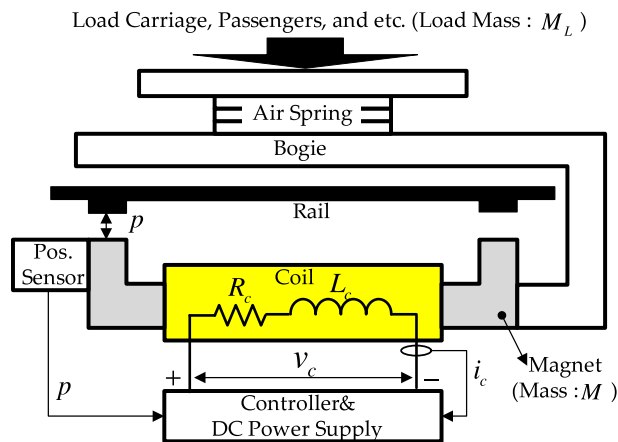 Load Carriage, Passengers, and etc. (Load Mass : M_L )
Air Spring
Bogie
Rail
p
Pos.
Sensor
Coil
R_c
L_c
+
v_c
−
i_c
Magnet
(Mass : M )
p
Controller&
DC Power Supply